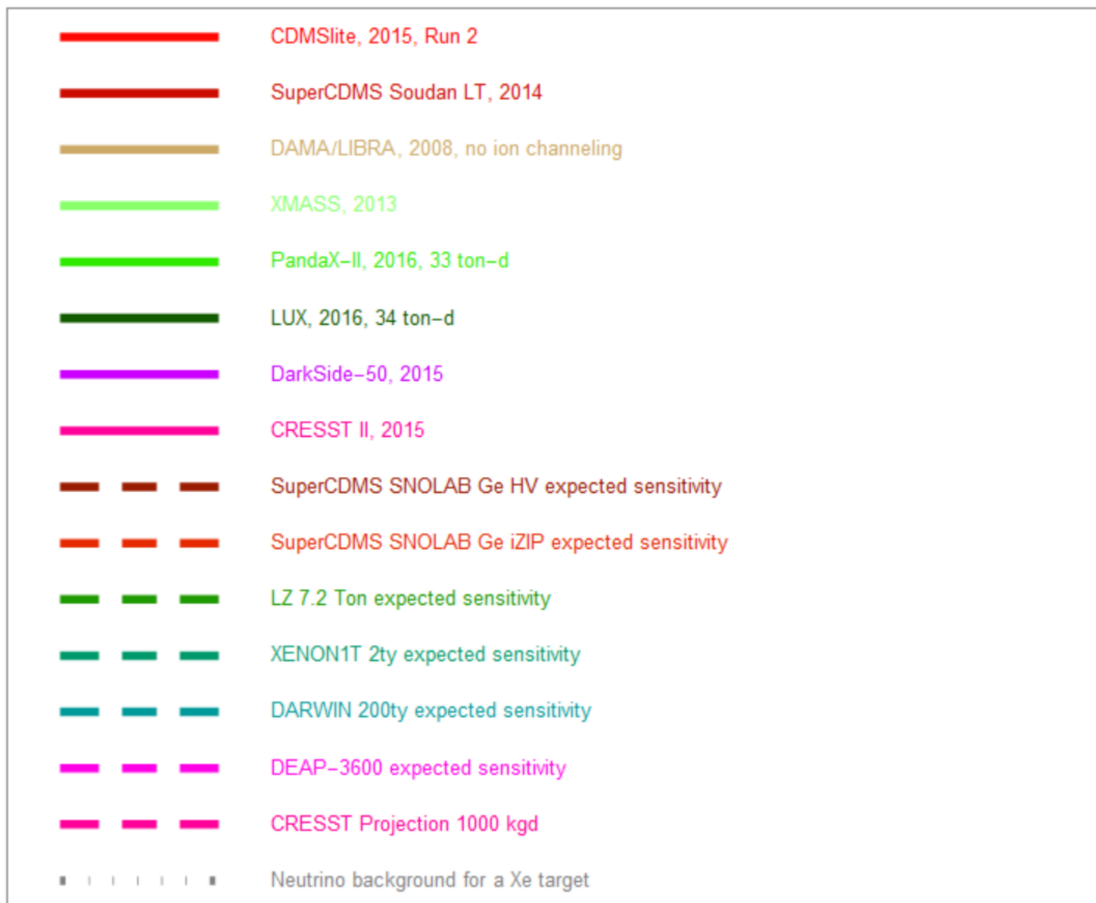 CDMSlite, 2015, Run 2
SuperCDMS Soudan LT, 2014
DAMA/LIBRA, 2008, no ion channeling
XMASS, 2013
PandaX−II, 2016, 33 ton−d
LUX, 2016, 34 ton−d
DarkSide−50, 2015
CRESST II, 2015
SuperCDMS SNOLAB Ge HV expected sensitivity
SuperCDMS SNOLAB Ge iZIP expected sensitivity
LZ 7.2 Ton expected sensitivity
XENON1T 2ty expected sensitivity
DARWIN 200ty expected sensitivity
DEAP−3600 expected sensitivity
CRESST Projection 1000 kgd
Neutrino background for a Xe target